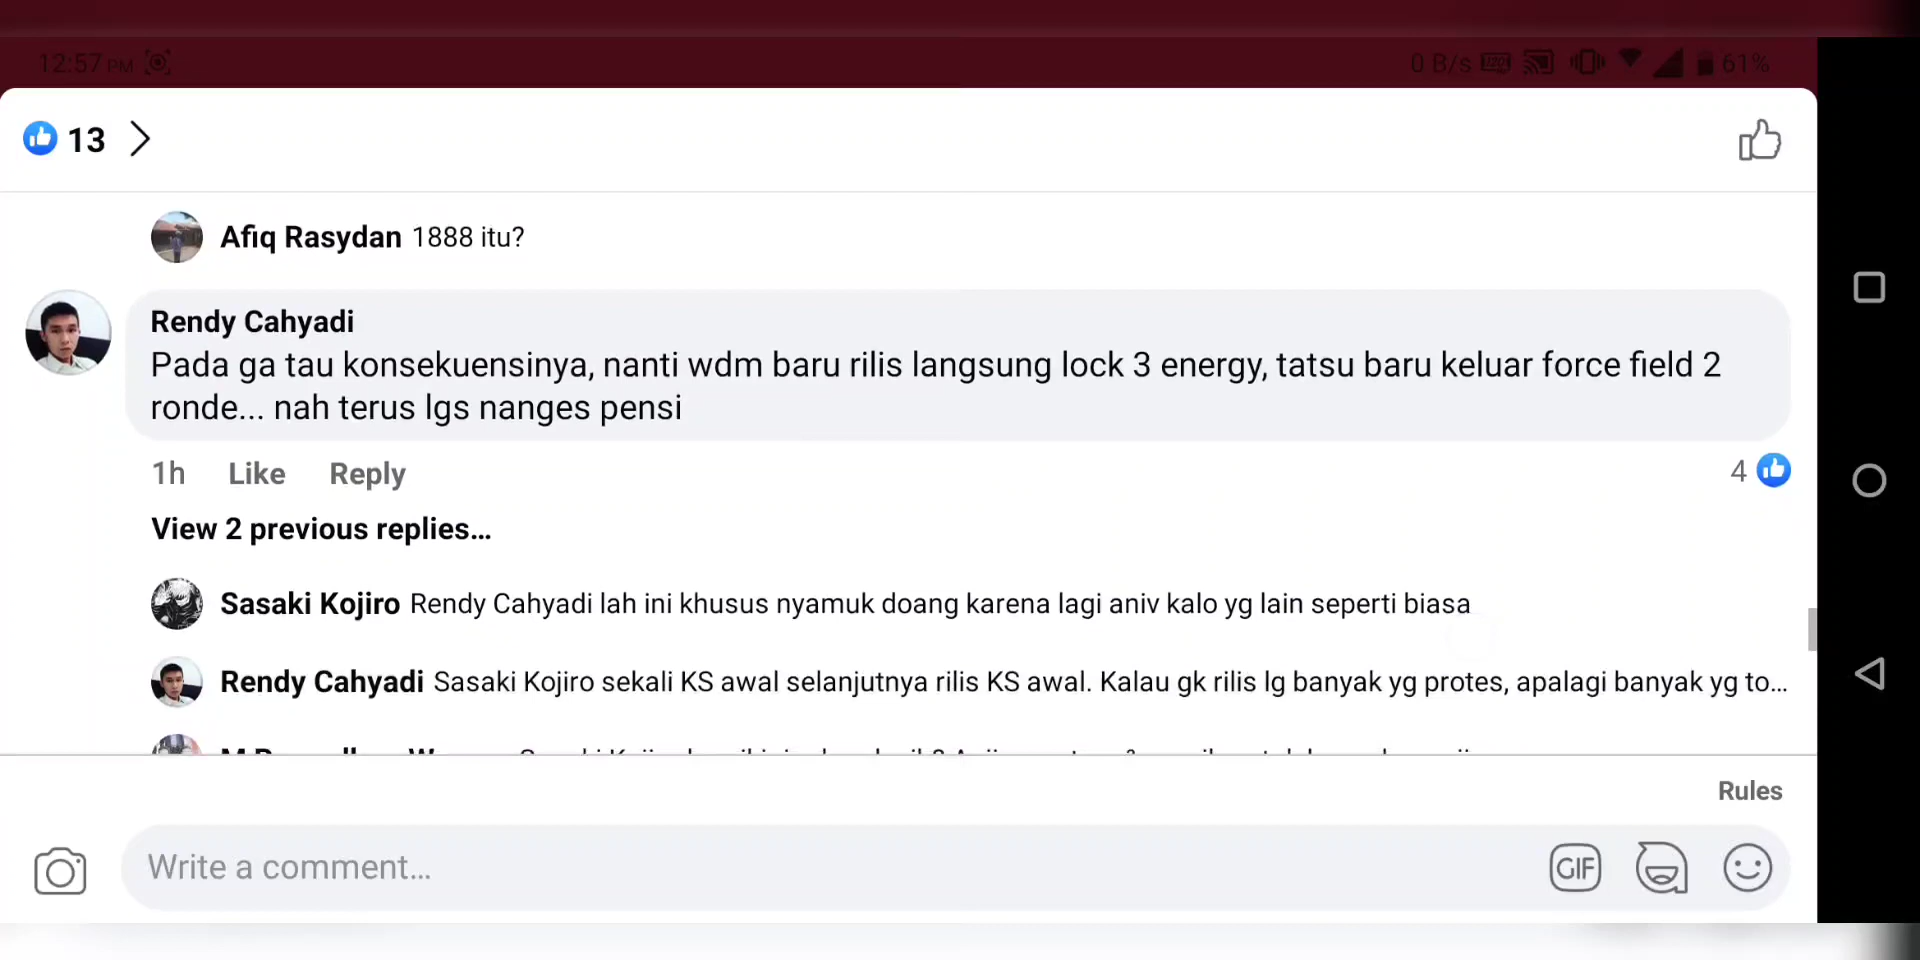 12:57 PM
0 B/s
61%
13
Afiq Rasydan 1888 itu?
Rendy Cahyadi
Pada ga tau konsekuensinya, nanti wdm baru rilis langsung lock 3 energy, tatsu baru keluar force field 2
ronde... nah terus lgs nanges pensi
1h Like Reply
4
View 2 previous replies...
Sasaki Kojiro Rendy Cahyadi lah ini khusus nyamuk doang karena lagi aniv kalo yg lain seperti biasa
Rendy Cahyadi Sasaki Kojiro sekali KS awal selanjutnya rilis KS awal. Kalau gk rilis lg banyak yg protes, apalagi banyak yg to...
Rules
Write a comment...
GIF